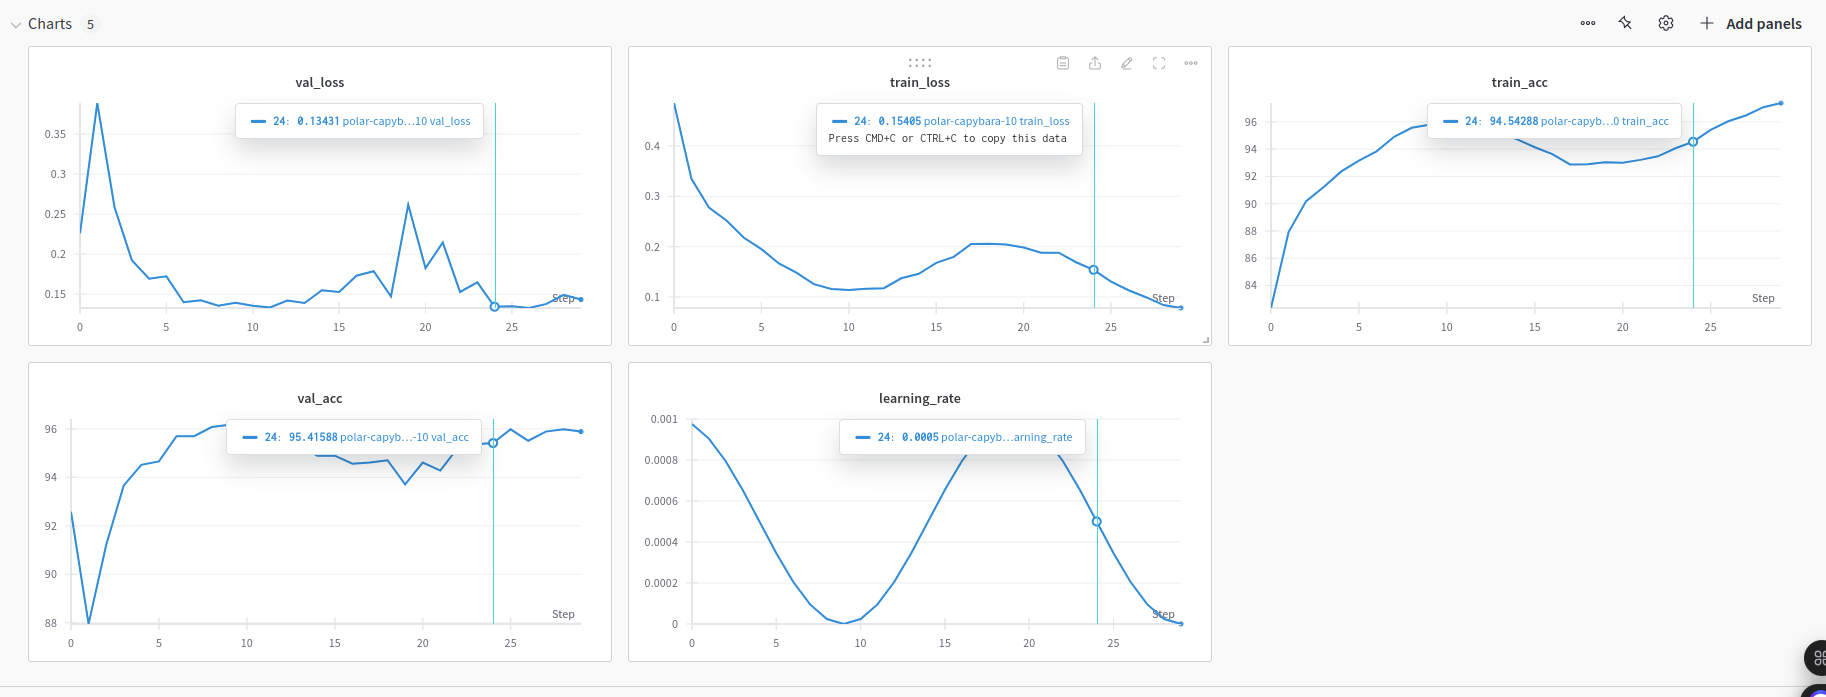 Charts 5
Add panels
val_loss
24: 0.13431 polar-capyb...10 val_loss
0.35
0.3
0.25
0.2
0.15
Step
0 5 10 15 20 25
train_loss
24: 0.15405 polar-capybara-10 train_loss
Press CMD+C or CTRL+C to copy this data
0.4
0.3
0.2
0.1
Step
0 5 10 15 20 25
train_acc
24: 94.54288 polar-capyb...0 train_acc
96
94
92
90
88
86
84
Step
0 5 10 15 20 25
val_acc
24: 95.41588 polar-capyb...-10 val_acc
96
94
92
90
88
Step
0 5 10 15 20 25
learning_rate
24: 0.0005 polar-capyb...arning_rate
0.001
0.0008
0.0006
0.0004
0.0002
0
Step
0 5 10 15 20 25